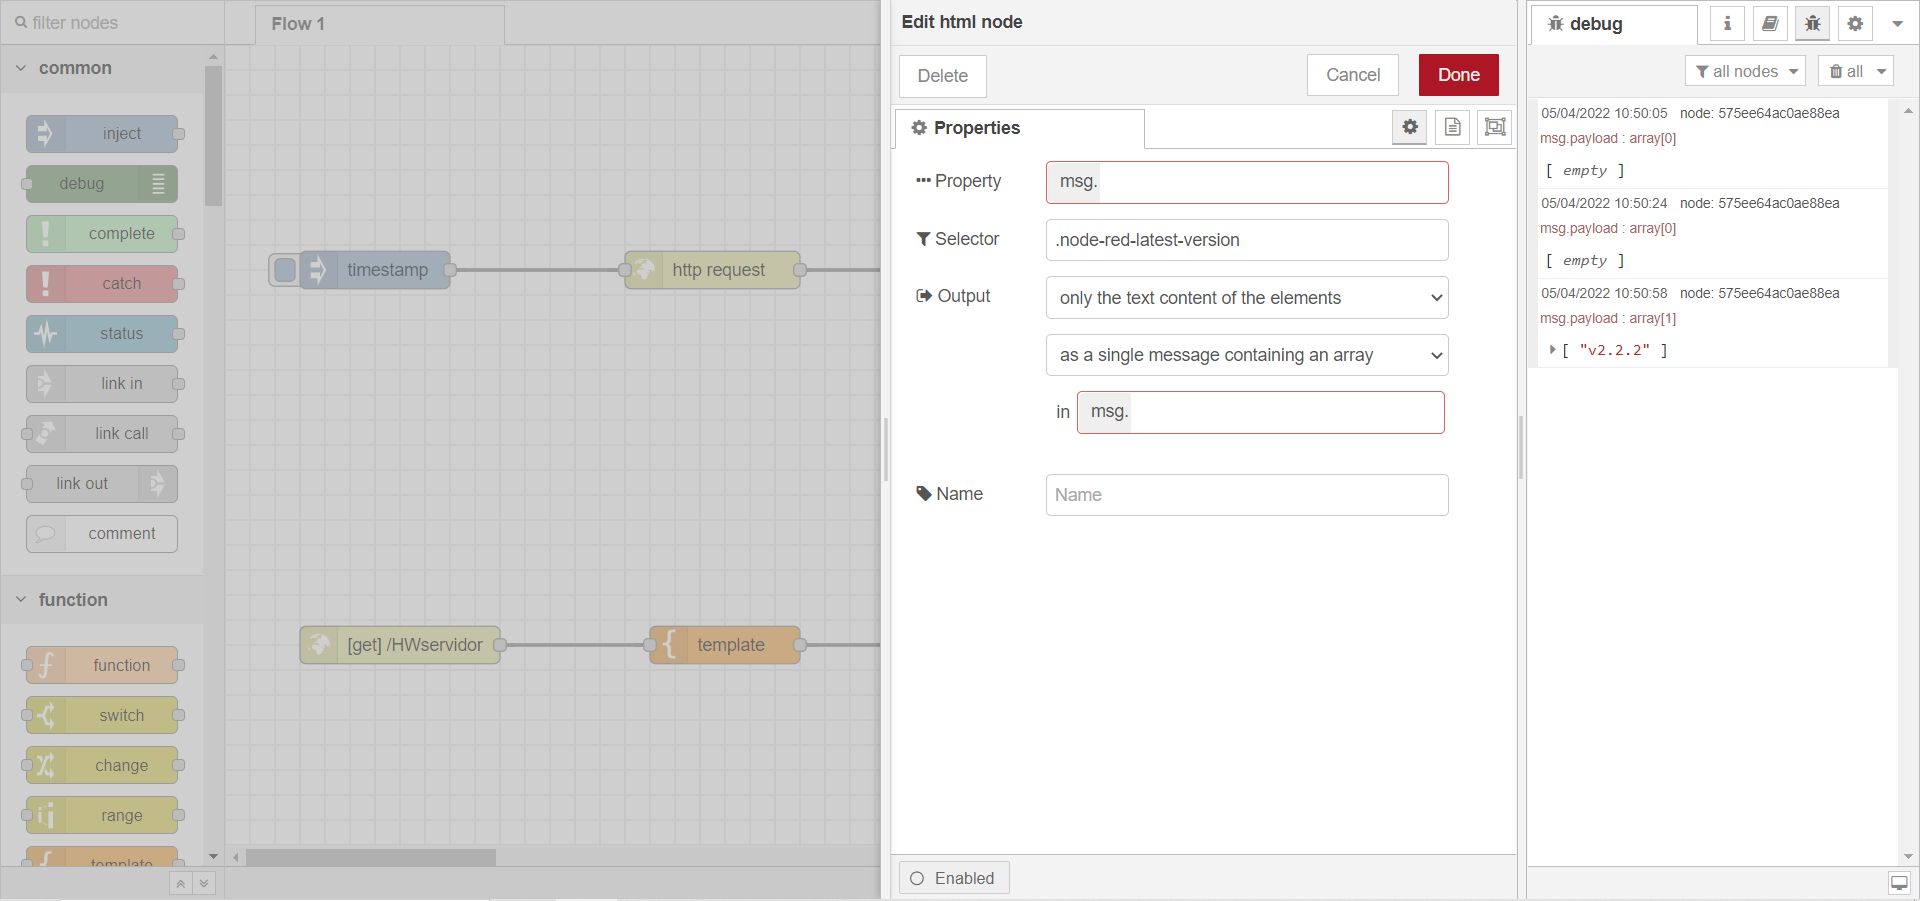 filter nodes
common
inject
debug
complete
catch
status
link in
link call
link out
comment
function
function
switch
change
range
template
Flow 1
timestamp
http request
[get] /HWservidor
template
Edit html node
Delete
Cancel
Done
Properties
Property
msg.
Selector
.node-red-latest-version
Output
only the text content of the elements
as a single message containing an array
in msg.
Name
Name
Enabled
debug
all nodes
all
05/04/2022 10:50:05 node: 575ee64ac0ae88ea
msg.payload : array[0]
[ empty ]
05/04/2022 10:50:24 node: 575ee64ac0ae88ea
msg.payload : array[0]
[ empty ]
05/04/2022 10:50:58 node: 575ee64ac0ae88ea
msg.payload : array[1]
[ "v2.2.2" ]